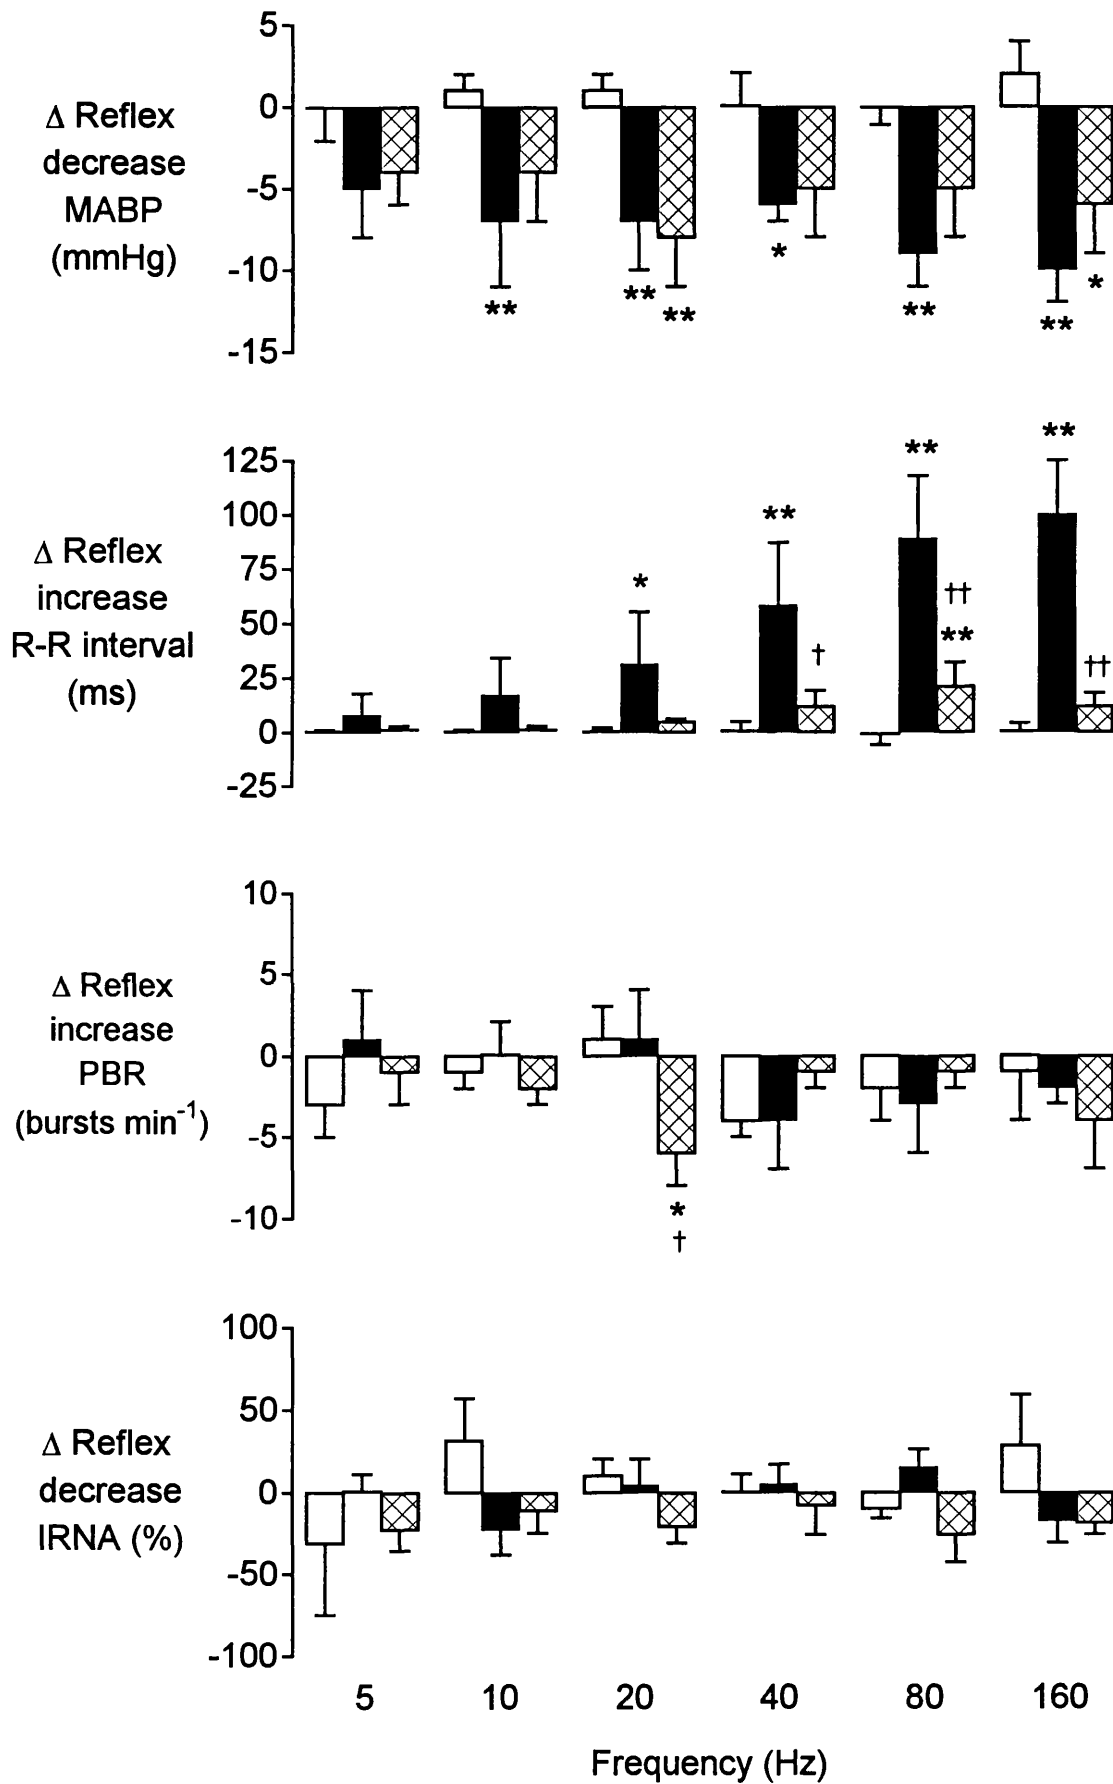 5
0
-5
-10
-15
Δ Reflex
decrease
MABP
(mmHg)
**
** **
*
**
**
*
125
100
75
50
25
0
-25
Δ Reflex
increase
R-R interval
(ms)
*
**
†
**
††
**
**
††
10
5
0
-5
-10
Δ Reflex
increase
PBR
(bursts min⁻¹)
*
†
100
50
0
-50
-100
Δ Reflex
decrease
IRNA (%)
5 10 20 40 80 160
Frequency (Hz)